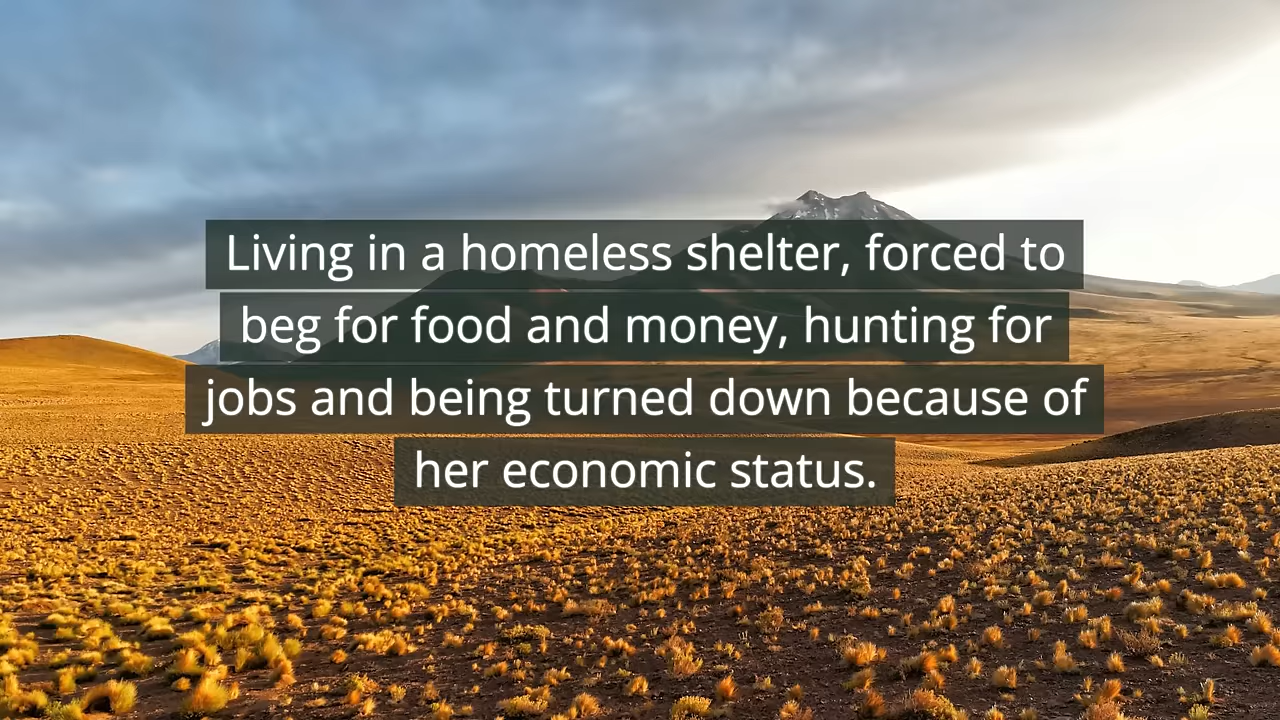 Living in a homeless shelter, forced to
beg for food and money, hunting for
jobs and being turned down because of
her economic status.